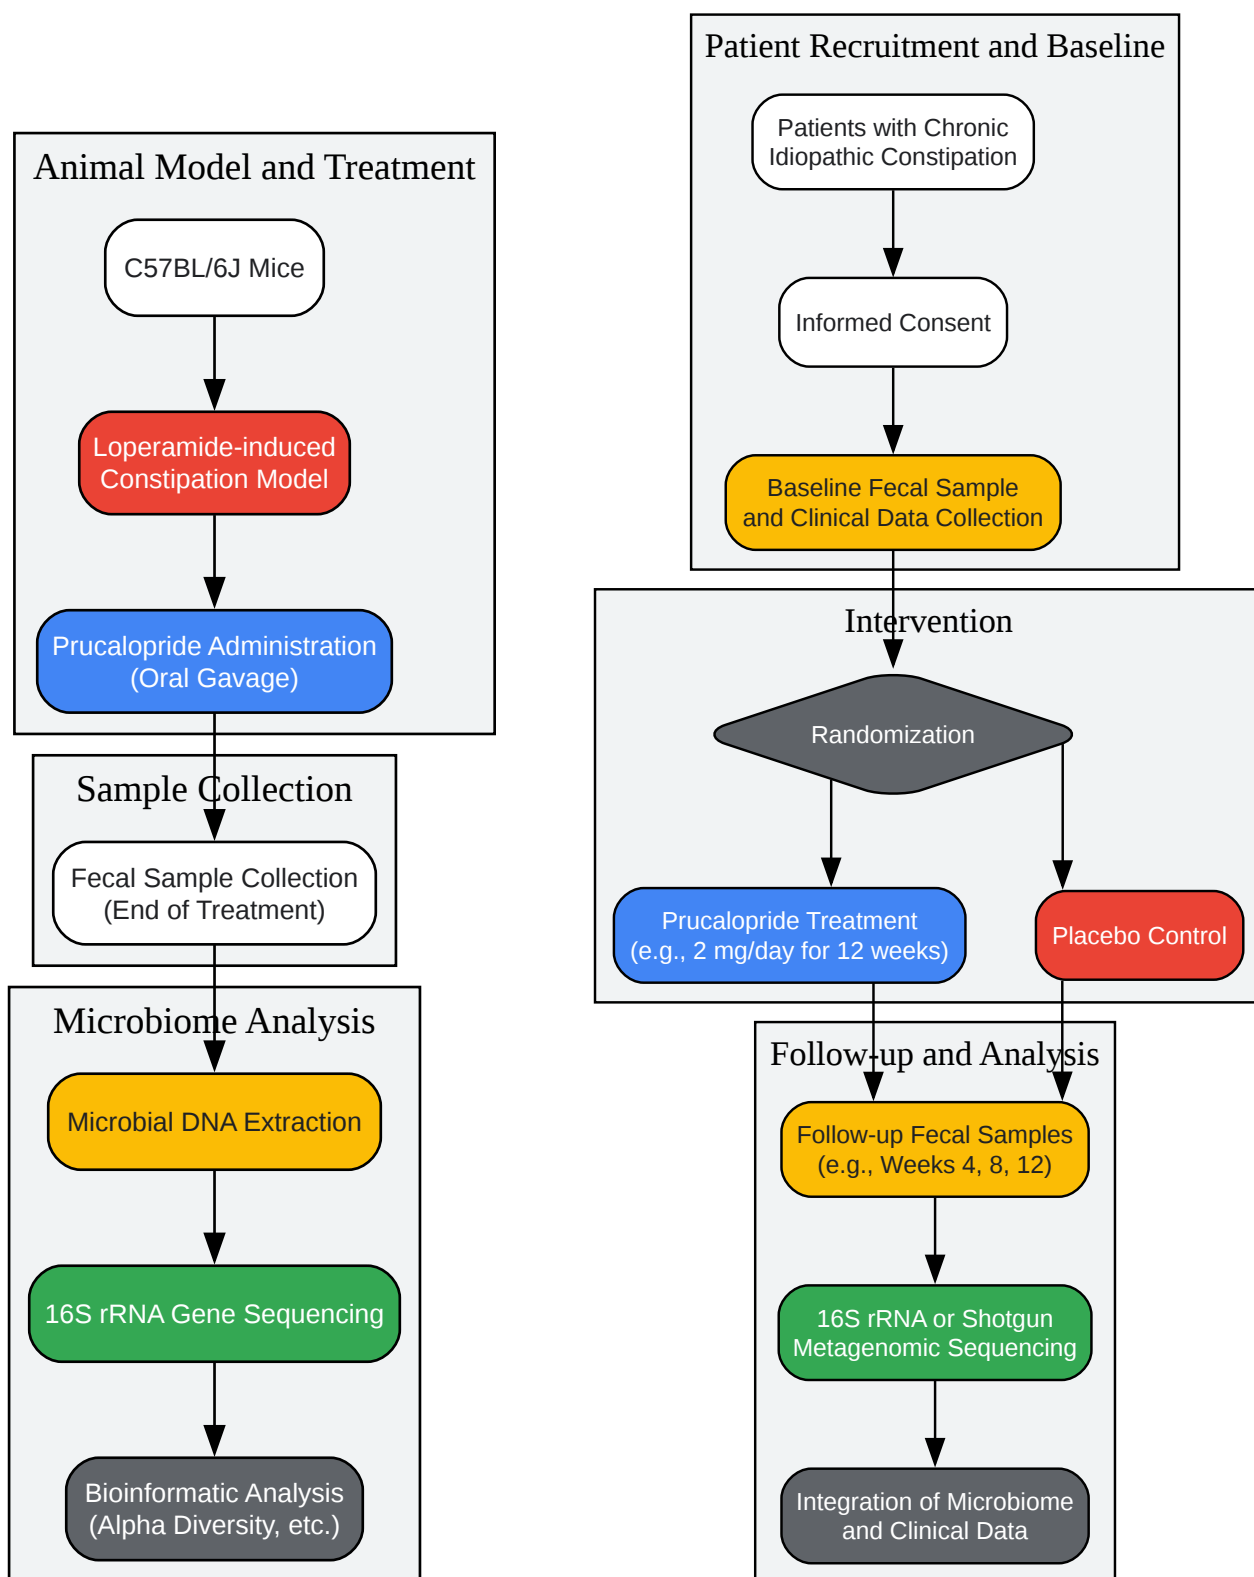 Animal Model and Treatment
C57BL/6J Mice
Loperamide-induced
Constipation Model
Prucalopride Administration
(Oral Gavage)
Sample Collection
Fecal Sample Collection
(End of Treatment)
Microbiome Analysis
Microbial DNA Extraction
16S rRNA Gene Sequencing
Bioinformatic Analysis
(Alpha Diversity, etc.)
Patient Recruitment and Baseline
Patients with Chronic
Idiopathic Constipation
Informed Consent
Baseline Fecal Sample
and Clinical Data Collection
Intervention
Randomization
Prucalopride Treatment
(e.g., 2 mg/day for 12 weeks)
Placebo Control
Follow-up and Analysis
Follow-up Fecal Samples
(e.g., Weeks 4, 8, 12)
16S rRNA or Shotgun
Metagenomic Sequencing
Integration of Microbiome
and Clinical Data